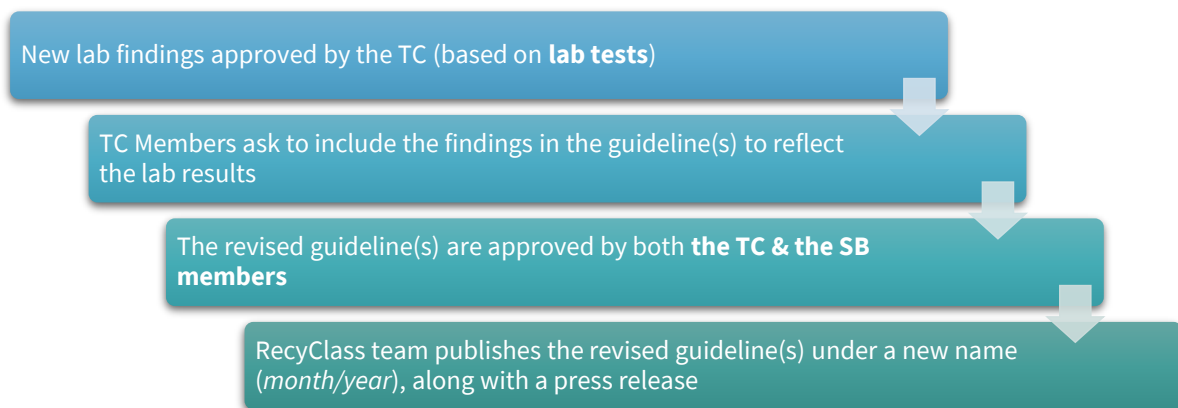 New lab findings approved by the TC (based on lab tests)
TC Members ask to include the findings in the guideline(s) to reflect
the lab results
The revised guideline(s) are approved by both the TC & the SB
members
RecyClass team publishes the revised guideline(s) under a new name
(month/year), along with a press release